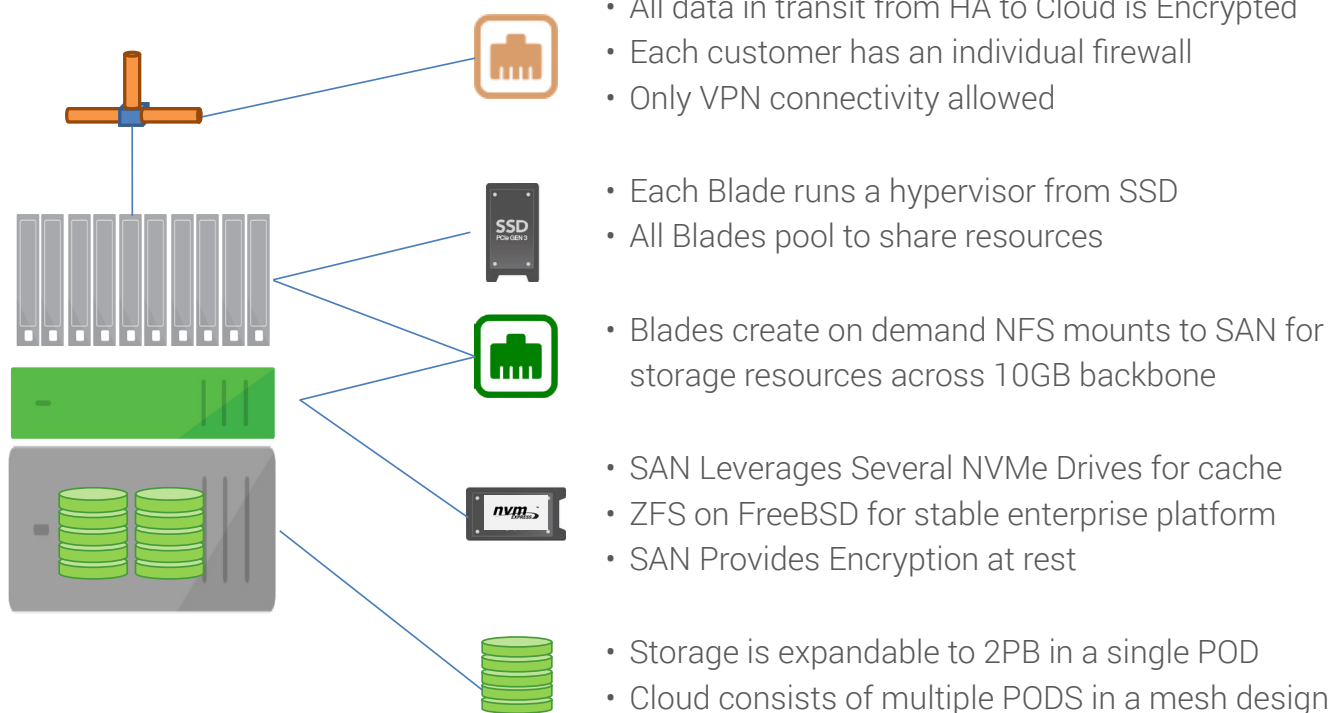 • All data in transit from HA to Cloud is Encrypted
• Each customer has an individual firewall
• Only VPN connectivity allowed
SSD
PCIe GEN 3
• Each Blade runs a hypervisor from SSD
• All Blades pool to share resources
• Blades create on demand NFS mounts to SAN for
storage resources across 10GB backbone
nvm
EXPRESS
• SAN Leverages Several NVMe Drives for cache
• ZFS on FreeBSD for stable enterprise platform
• SAN Provides Encryption at rest
• Storage is expandable to 2PB in a single POD
• Cloud consists of multiple PODS in a mesh design